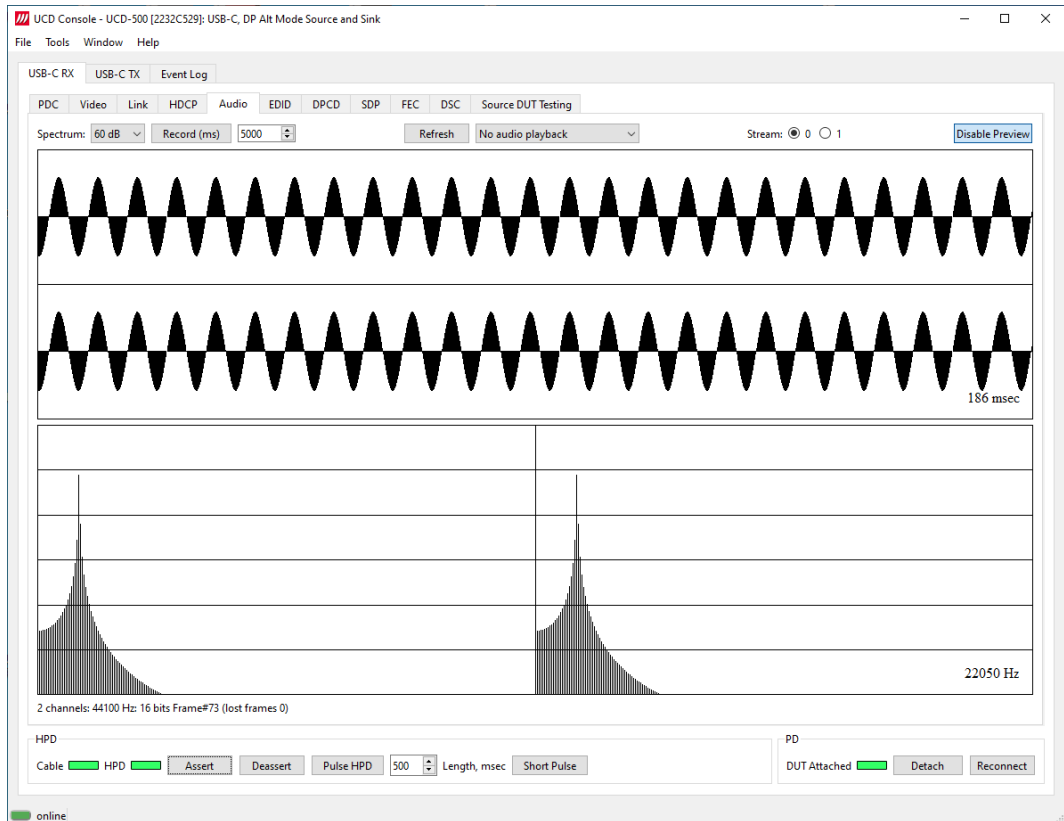 UCD Console - UCD-500 [2232C529]: USB-C, DP Alt Mode Source and Sink
File Tools Window Help
USB-C RX USB-C TX Event Log
PDC Video Link HDCP Audio EDID DPCD SDP FEC DSC Source DUT Testing
Spectrum: 60 dB Record (ms) 5000 Refresh No audio playback Stream: 0 1 Disable Preview
186 msec
22050 Hz
2 channels: 44100 Hz: 16 bits Frame#73 (lost frames 0)
HPD PD
Cable HPD Assert Deassert Pulse HPD 500 Length, msec Short Pulse DUT Attached Detach Reconnect
online